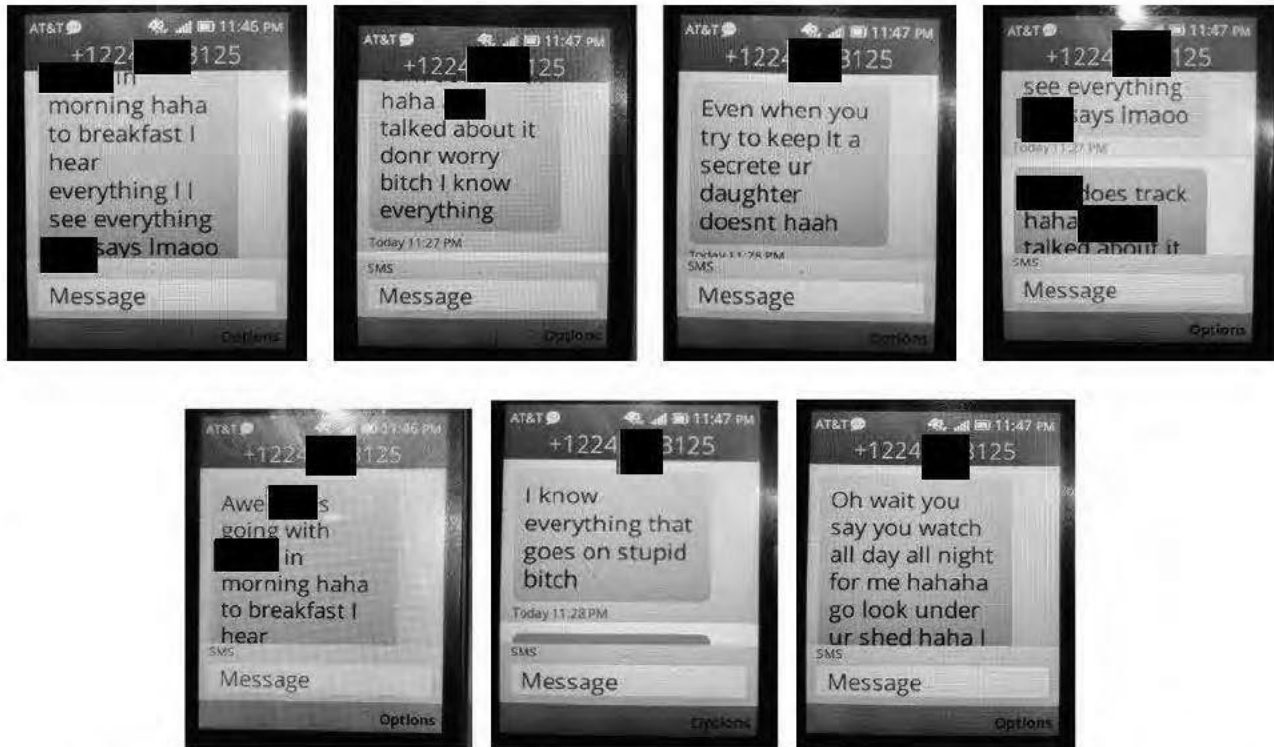 AT&T 11:46 PM
+1224 3125
in
morning haha
to breakfast I
hear
everything I I
see everything
says lmaoo
Message
Options
AT&T 11:47 PM
+1224 125
haha
talked about it
donr worry
bitch I know
everything
Today 11:27 PM
SMS
Message
Options
AT&T 11:47 PM
+1224 3125
Even when you
try to keep It a
secrete ur
daughter
doesnt haah
Today 11:28 PM
SMS
Message
Options
AT&T 11:47 PM
+1224 3125
see everything
says lmaoo
Today 11:27 PM
does track
haha
talked about it
SMS
Message
Options
AT&T 11:46 PM
+1224 3125
Awe s
going with
in
morning haha
to breakfast I
hear
SMS
Message
Options
AT&T 11:47 PM
+1224 3125
I know
everything that
goes on stupid
bitch
Today 11:28 PM
SMS
Message
Options
AT&T 11:47 PM
+1224 3125
Oh wait you
say you watch
all day all night
for me hahaha
go look under
ur shed haha I
SMS
Message
Options